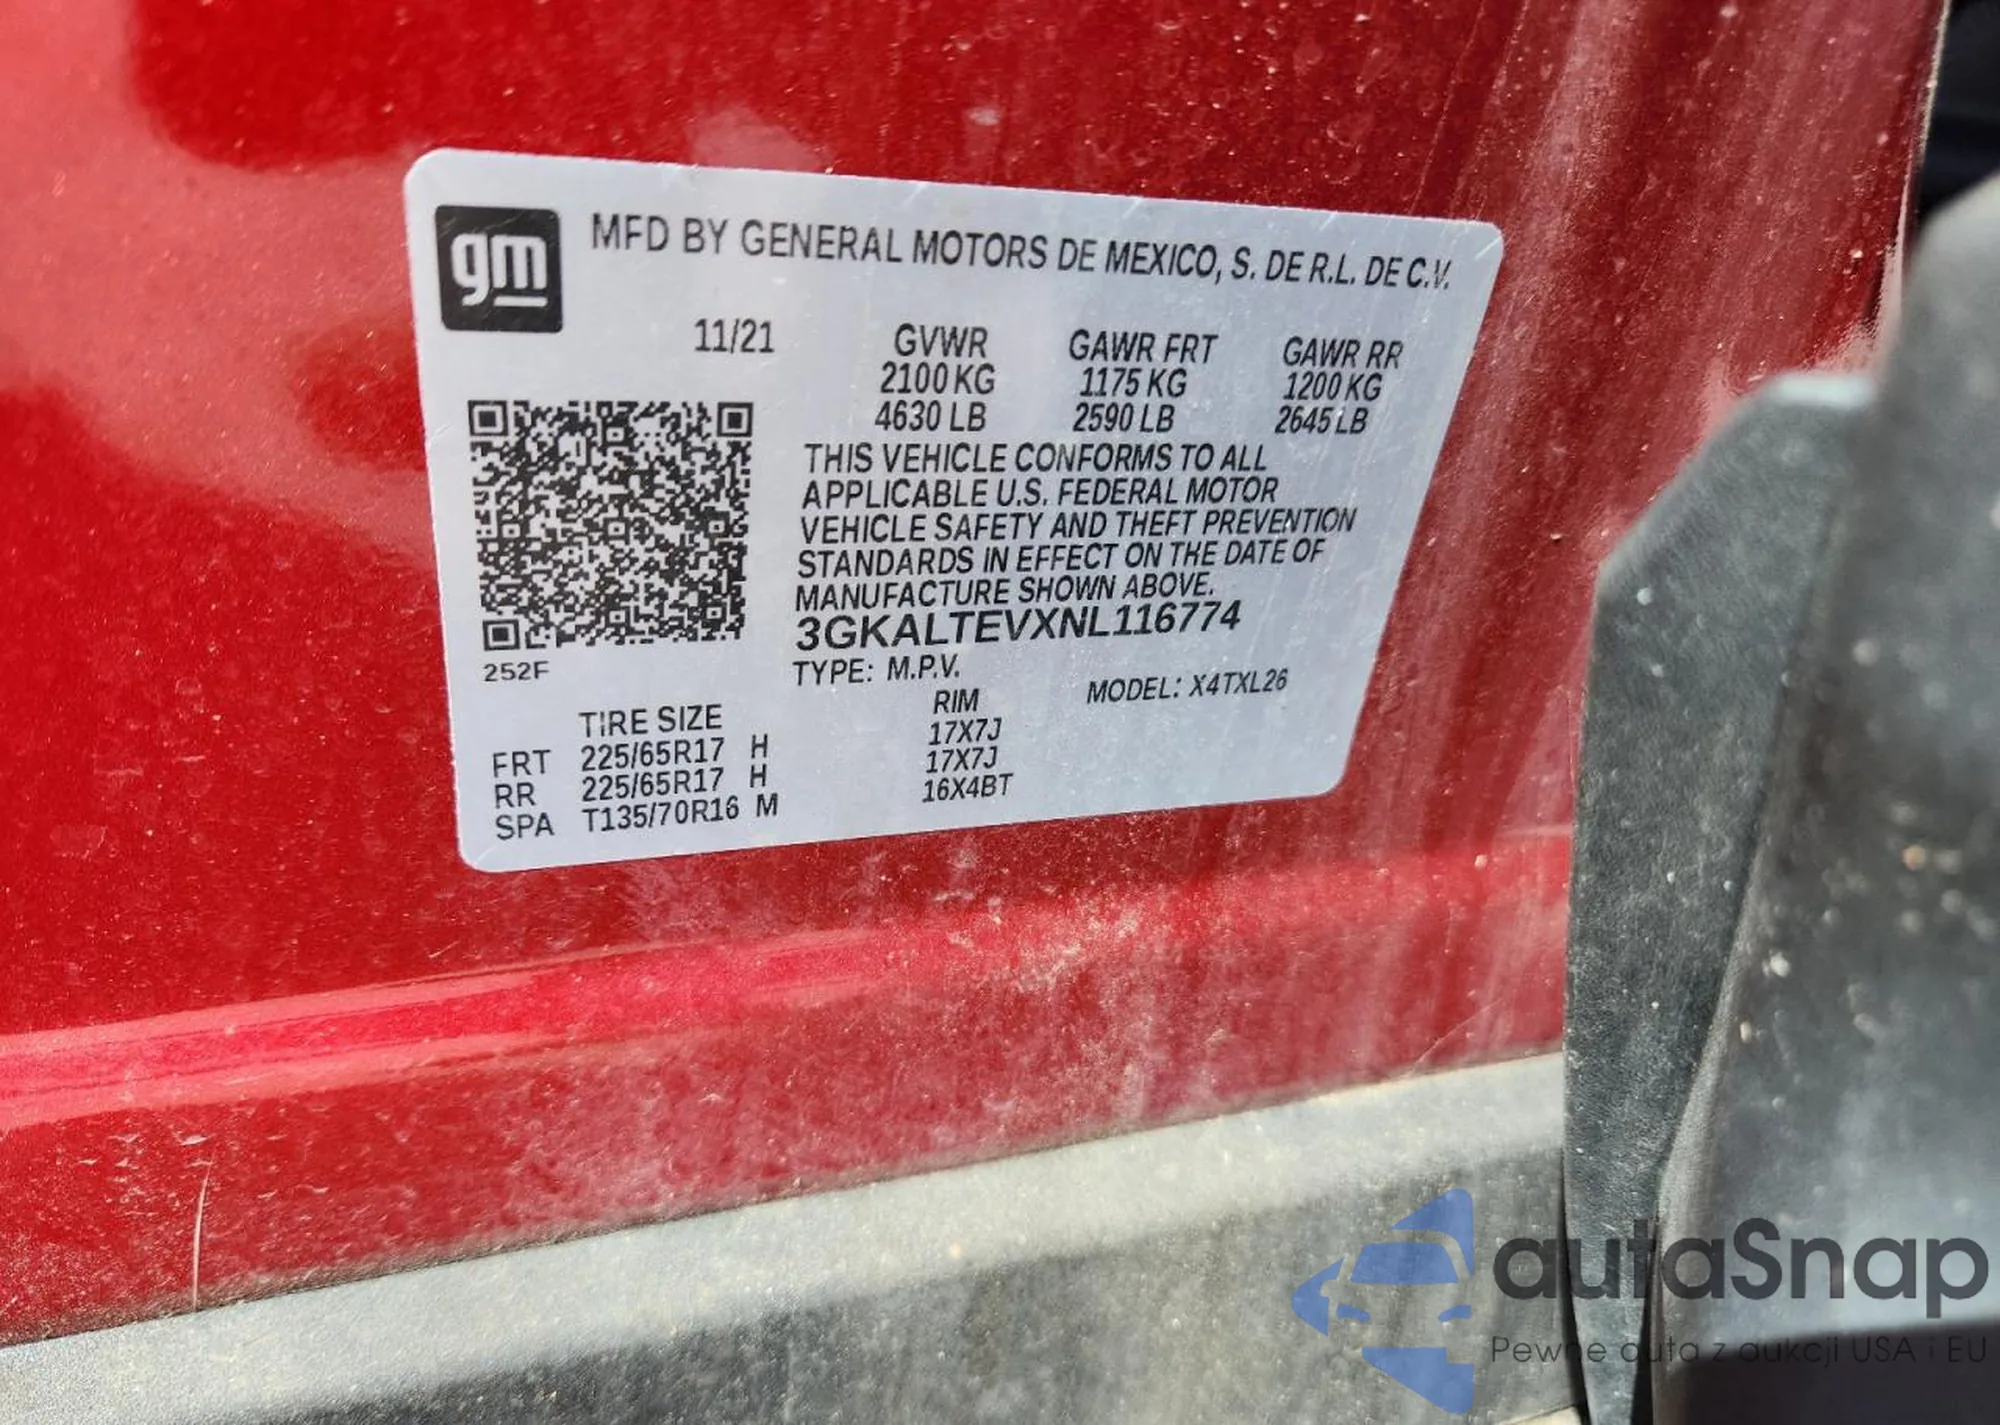 gm
MFD BY GENERAL MOTORS DE MEXICO, S. DE R.L. DE C.V.
11/21 GVWR GAWR FRT GAWR RR
2100 KG 1175 KG 1200 KG
4630 LB 2590 LB 2645 LB
THIS VEHICLE CONFORMS TO ALL
APPLICABLE U.S. FEDERAL MOTOR
VEHICLE SAFETY AND THEFT PREVENTION
STANDARDS IN EFFECT ON THE DATE OF
MANUFACTURE SHOWN ABOVE.
3GKALTEVXNL116774
252F TYPE: M.P.V. MODEL: X4TXL26
TIRE SIZE RIM
FRT 225/65R17 H 17X7J
RR 225/65R17 H 17X7J
SPA T135/70R16 M 16X4BT
autaSnap
Pewne auta z aukcji USA i EU